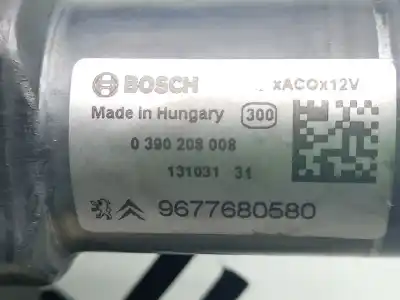 BOSCH xACOx12V
Made in Hungary 300
0 390 208 008
131031 31
9677680580